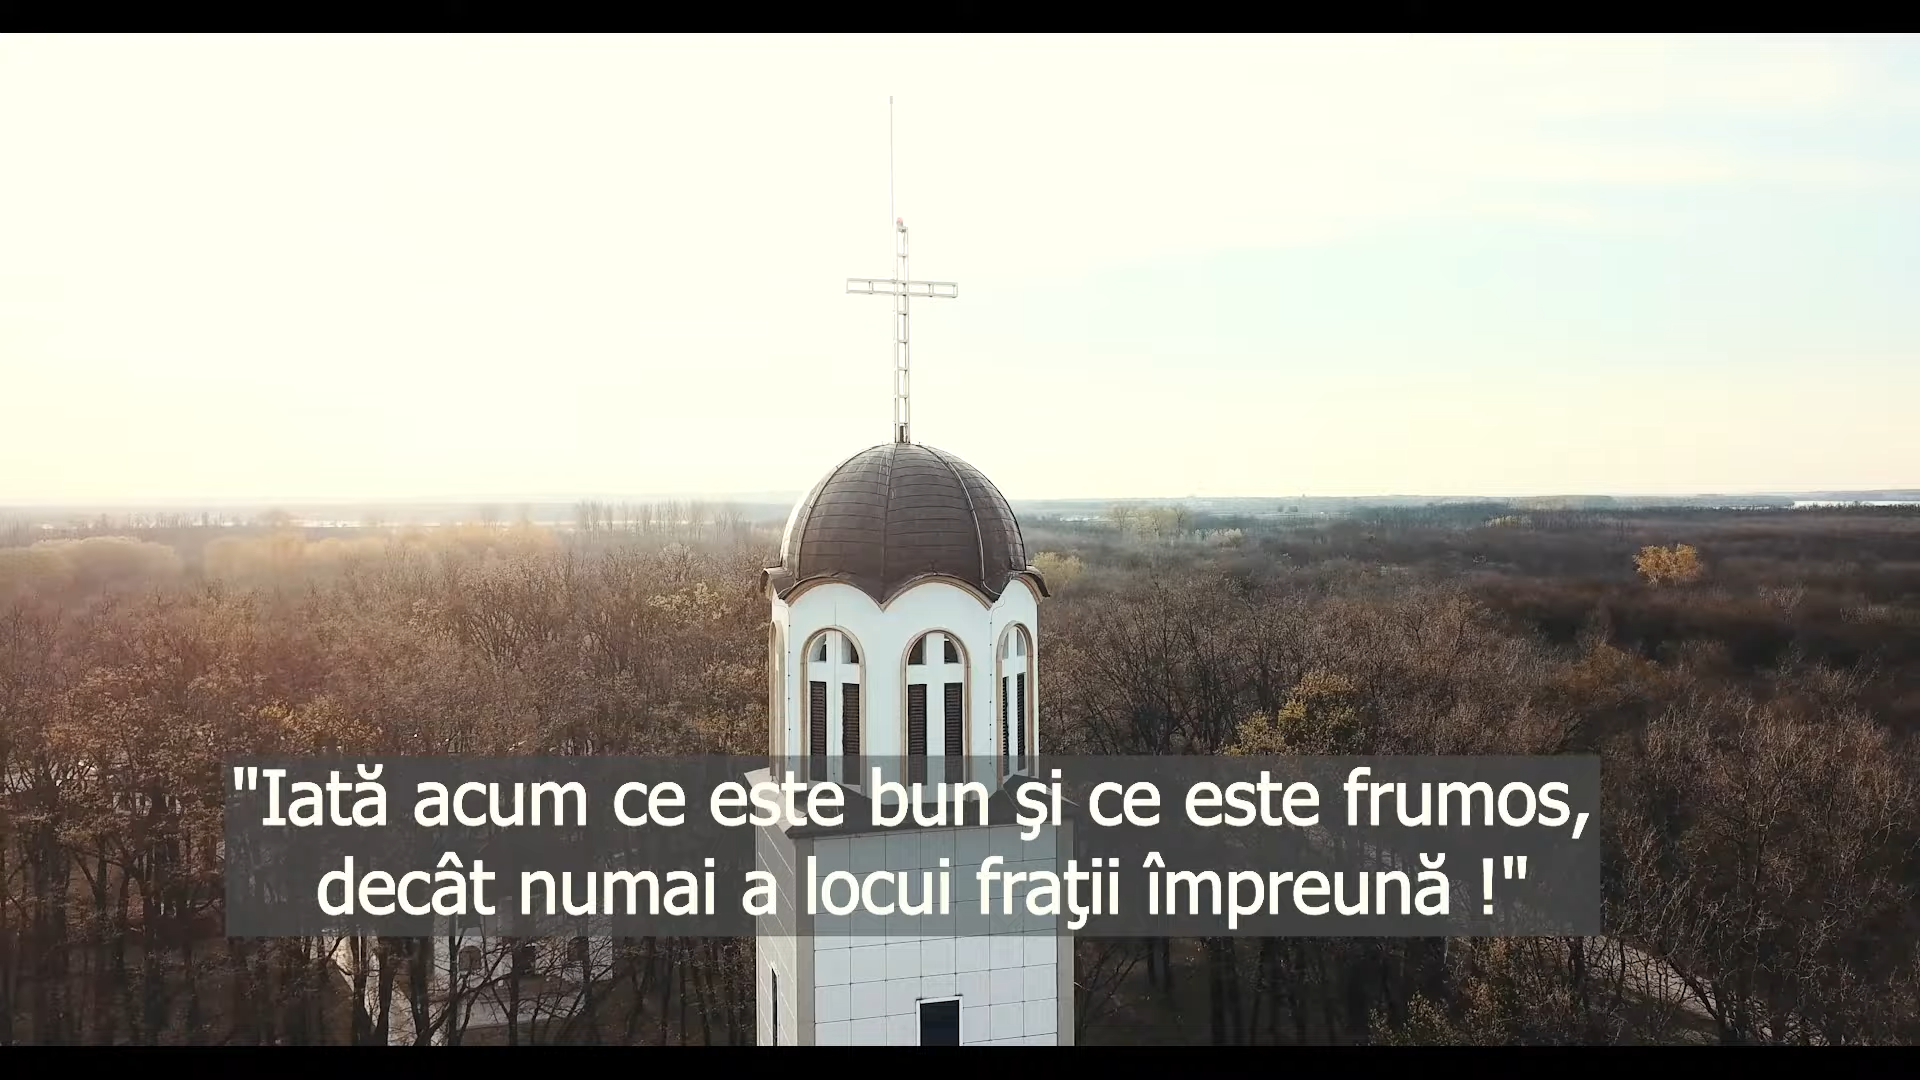 "Iată acum ce este bun şi ce este frumos,
decât numai a locui fraţii împreună !"